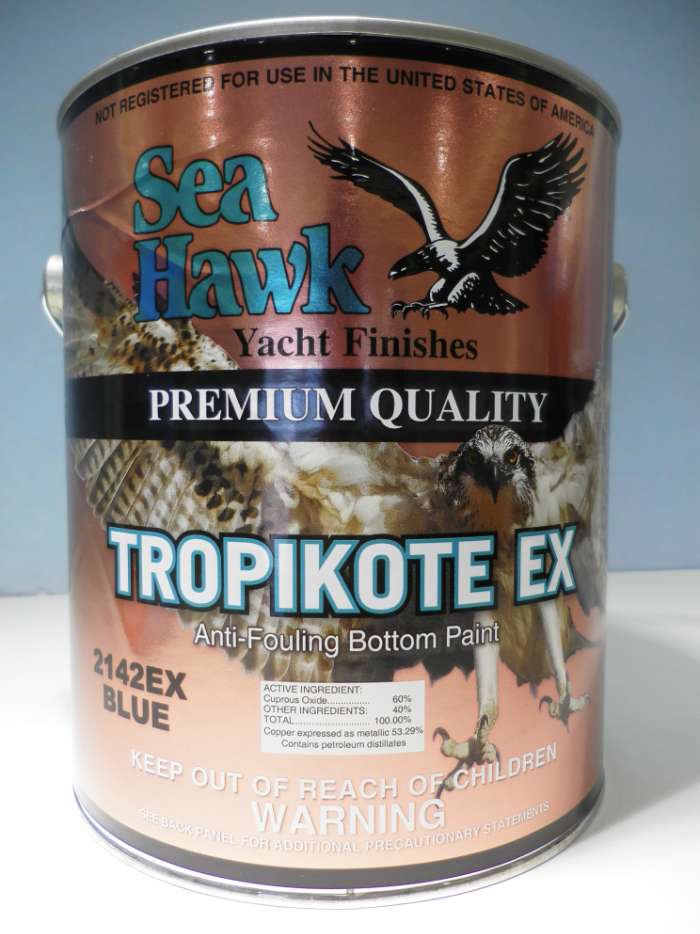 NOT REGISTERED FOR USE IN THE UNITED STATES OF AMERICA
Sea
Hawk
Yacht Finishes
PREMIUM QUALITY
TROPIKOTE EX
Anti-Fouling Bottom Paint
2142EX
BLUE
ACTIVE INGREDIENT:
Cuprous Oxide............... 60%
OTHER INGREDIENTS: 40%
TOTAL.......................... 100.00%
Copper expressed as metallic 53.29%
Contains petroleum distillates
KEEP OUT OF REACH OF CHILDREN
WARNING
SEE BACK PANEL FOR ADDITIONAL PRECAUTIONARY STATEMENTS